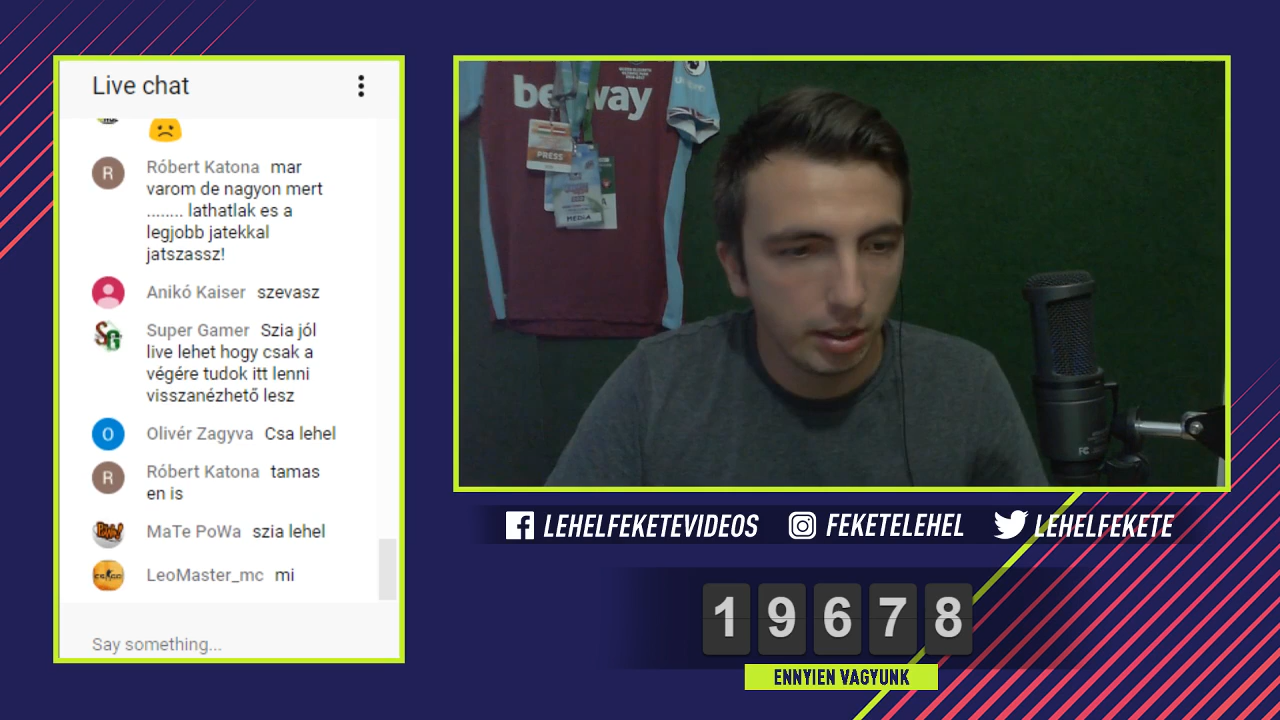 Live chat
Róbert Katona mar
varom de nagyon mert
........ lathatlak es a
legjobb jatekkal
jatszassz!
Anikó Kaiser szevasz
Super Gamer Szia jól
live lehet hogy csak a
végére tudok itt lenni
visszanézhető lesz
Olivér Zagyva Csa lehel
Róbert Katona tamas
en is
MaTe PoWa szia lehel
LeoMaster_mc mi
Say something...
PRESS
MEDIA
LEHELFEKETEVIDEOS
FEKETELEHEL
LEHELFEKETE
19678
ENNYIEN VAGYUNK